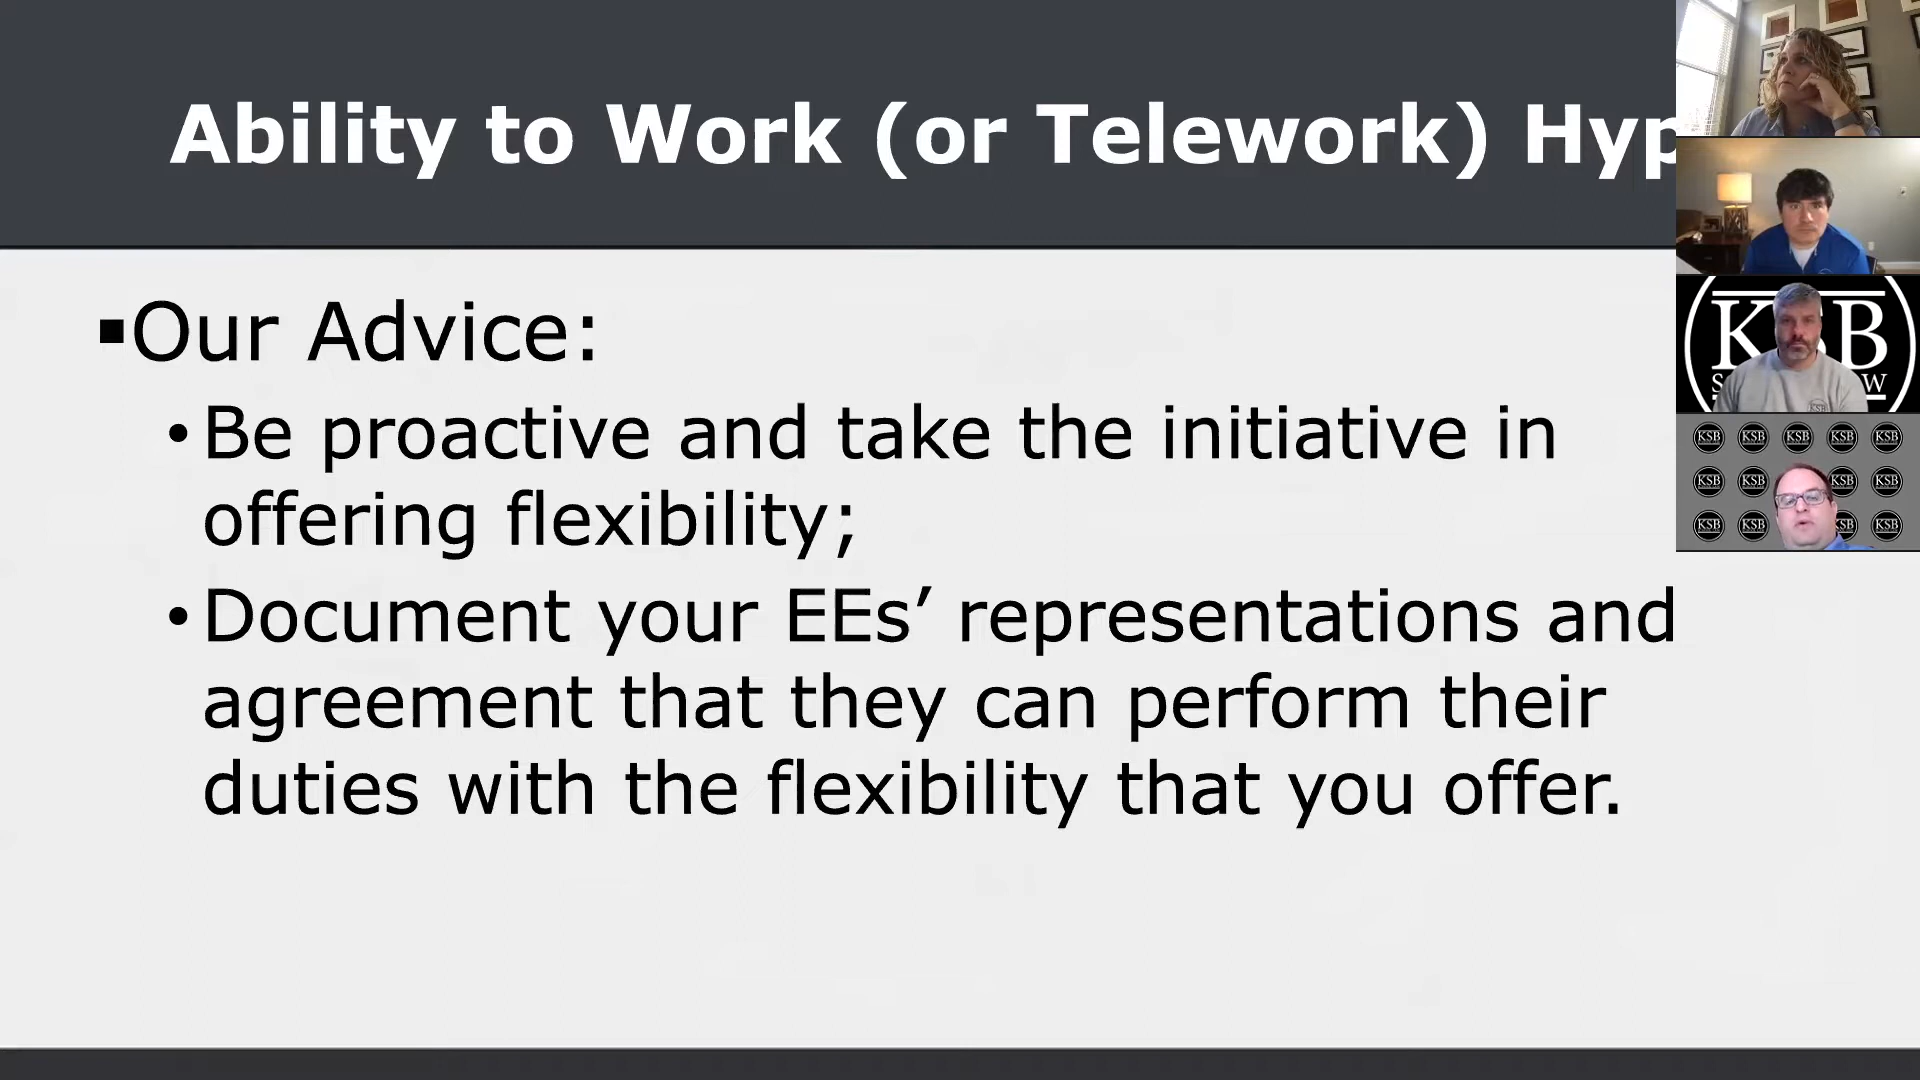 Ability to Work (or Telework) Hyp
▪Our Advice:
• Be proactive and take the initiative in
offering flexibility;
• Document your EEs’ representations and
agreement that they can perform their
duties with the flexibility that you offer.
KSB
KSB KSB KSB KSB KSB
KSB KSB KSB KSB
KSB KSB KSB KSB